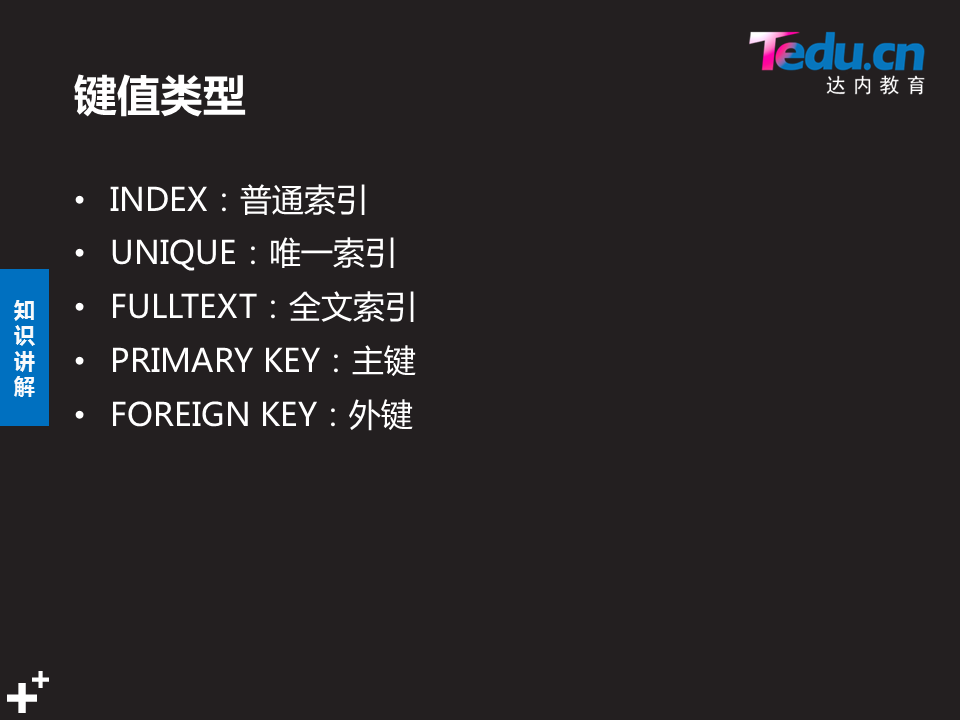 Tedu.cn
达内教育
键值类型
• INDEX：普通索引
• UNIQUE：唯一索引
• FULLTEXT：全文索引
• PRIMARY KEY：主键
• FOREIGN KEY：外键
知识讲解